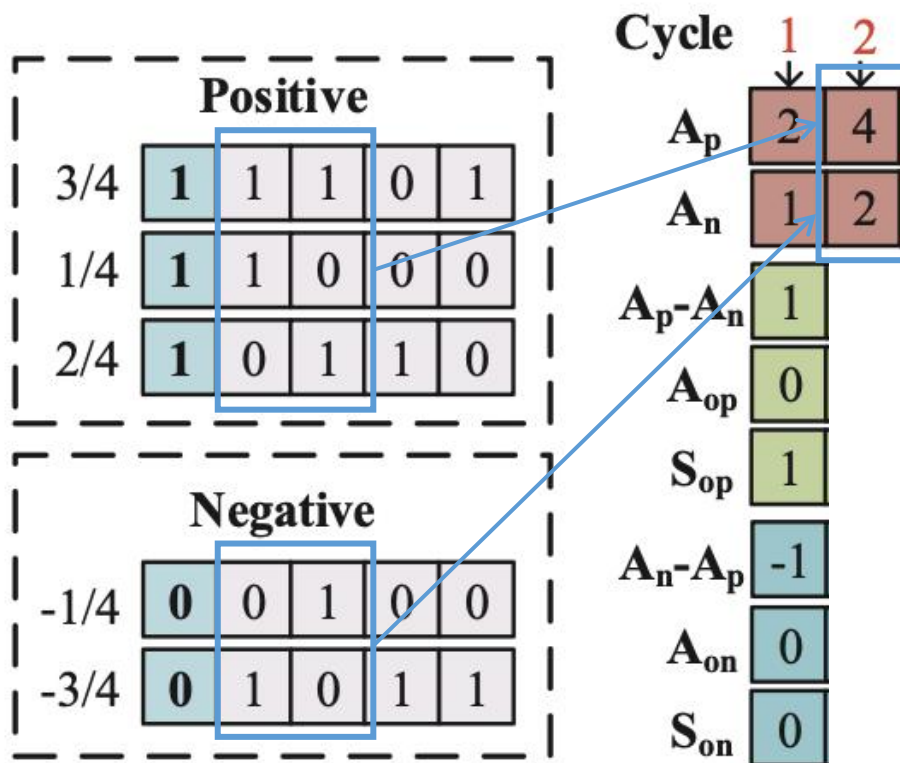 Positive
3/4 1 1 1 0 1
1/4 1 1 0 0 0
2/4 1 0 1 1 0
Negative
-1/4 0 0 1 0 0
-3/4 0 1 0 1 1
Cycle 1 2
Ap 2 4
An 1 2
Ap-An 1
Aop 0
Sop 1
An-Ap -1
Aon 0
Son 0